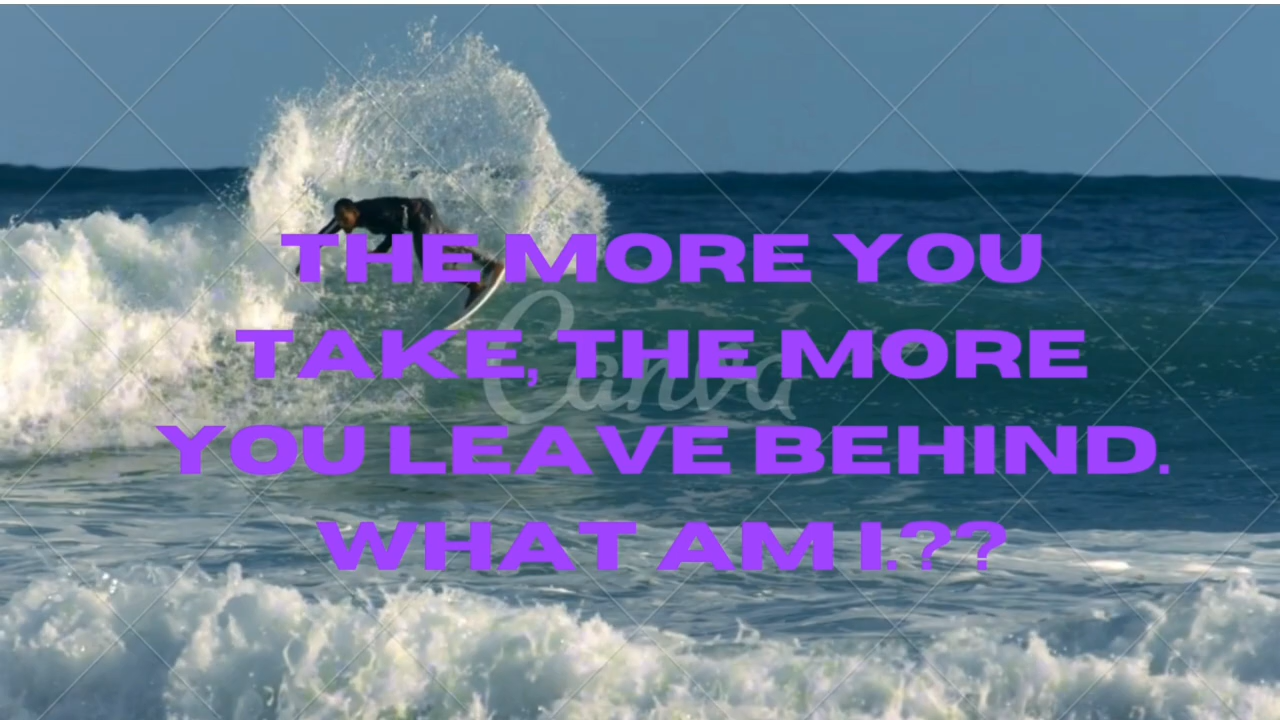 THE MORE YOU
TAKE, THE MORE
Canva
YOU LEAVE BEHIND.
WHAT AM I.??